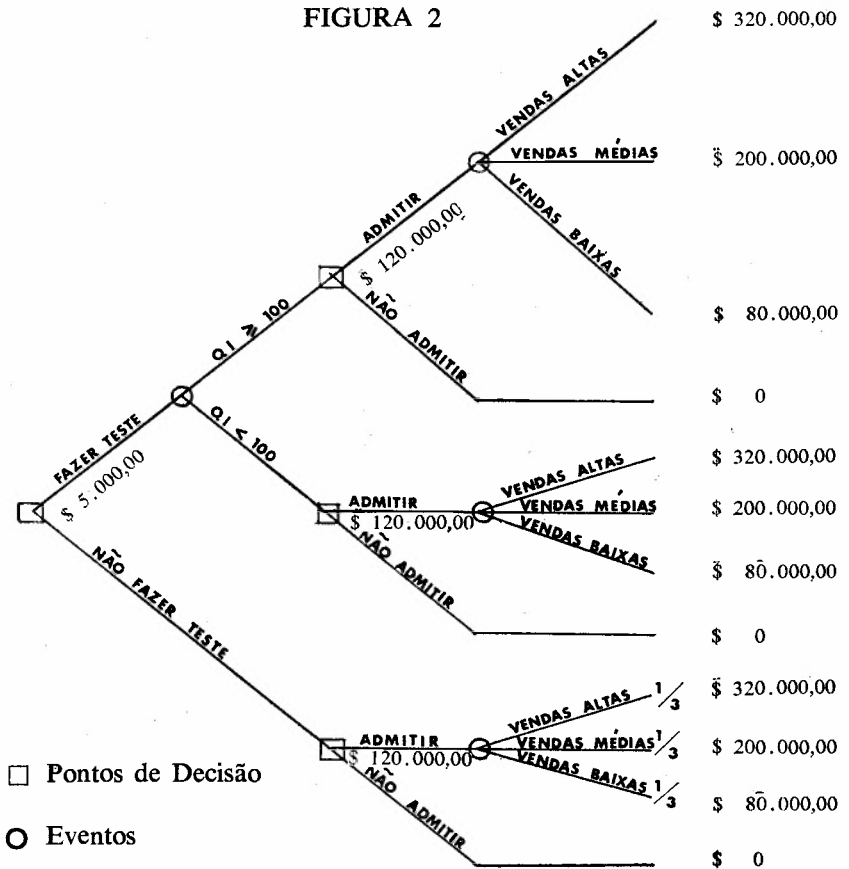 FIGURA 2
$ 320.000,00
VENDAS ALTAS
VENDAS MÉDIAS
$ 200.000,00
VENDAS BAIXAS
ADMITIR
$ 120.000,00
$ 80.000,00
NÃO ADMITIR
QI ⩾ 100
$ 0
FAZER TESTE
$ 5.000,00
QI < 100
VENDAS ALTAS
$ 320.000,00
ADMITIR
$ 120.000,00
VENDAS MÉDIAS
$ 200.000,00
VENDAS BAIXAS
$ 80.000,00
NÃO ADMITIR
$ 0
NÃO FAZER TESTE
VENDAS ALTAS 1/3
$ 320.000,00
ADMITIR
$ 120.000,00
VENDAS MÉDIAS 1/3
$ 200.000,00
VENDAS BAIXAS 1/3
$ 80.000,00
NÃO ADMITIR
$ 0
Pontos de Decisão
Eventos